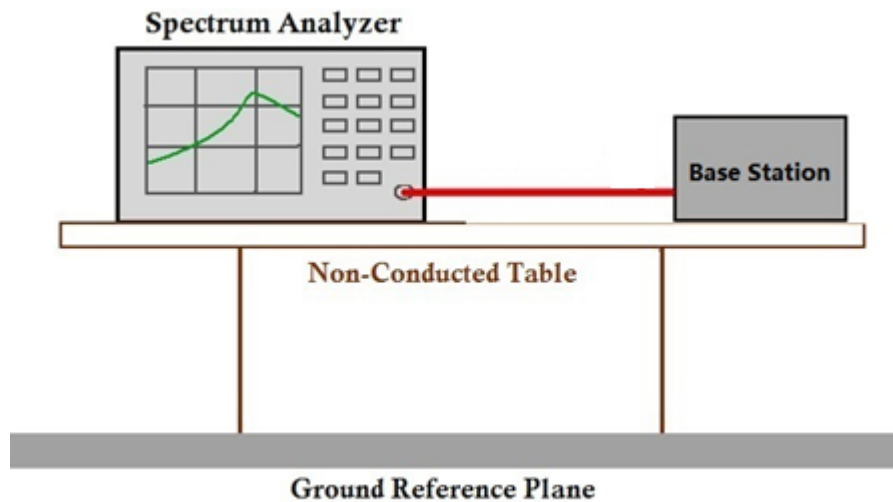 Spectrum Analyzer
Base Station
Non-Conducted Table
Ground Reference Plane